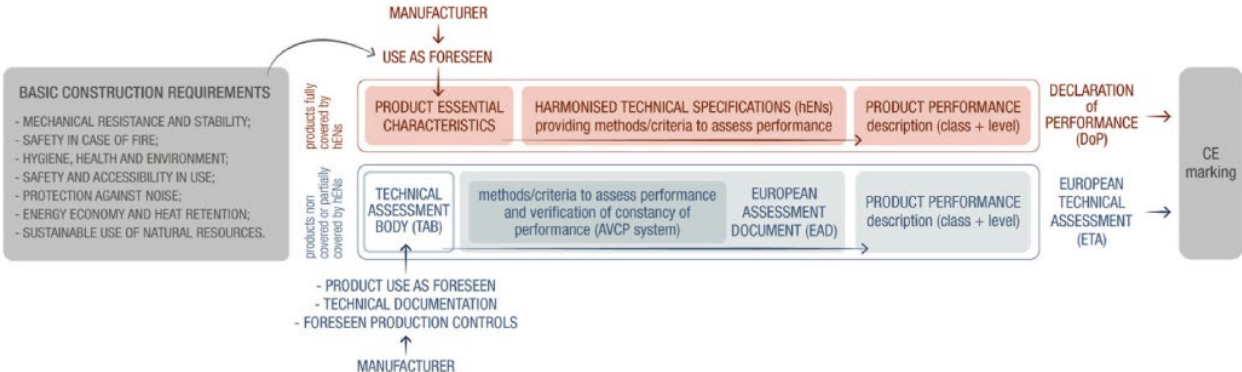 MANUFACTURER
USE AS FORESEEN
BASIC CONSTRUCTION REQUIREMENTS
- MECHANICAL RESISTANCE AND STABILITY;
- SAFETY IN CASE OF FIRE;
- HYGIENE, HEALTH AND ENVIRONMENT;
- SAFETY AND ACCESSIBILITY IN USE;
- PROTECTION AGAINST NOISE;
- ENERGY ECONOMY AND HEAT RETENTION;
- SUSTAINABLE USE OF NATURAL RESOURCES.
products fully
covered by
hENs
PRODUCT ESSENTIAL
CHARACTERISTICS
HARMONISED TECHNICAL SPECIFICATIONS (hENs)
providing methods/criteria to assess performance
PRODUCT PERFORMANCE
description (class + level)
DECLARATION
of
PERFORMANCE
(DoP)
products non
covered or partially
covered by hENs
TECHNICAL
ASSESSMENT
BODY (TAB)
methods/criteria to assess performance
and verification of constancy of
performance (AVCP system)
EUROPEAN
ASSESSMENT
DOCUMENT (EAD)
PRODUCT PERFORMANCE
description (class + level)
EUROPEAN
TECHNICAL
ASSESSMENT
(ETA)
CE
marking
- PRODUCT USE AS FORESEEN
- TECHNICAL DOCUMENTATION
- FORESEEN PRODUCTION CONTROLS
MANUFACTURER